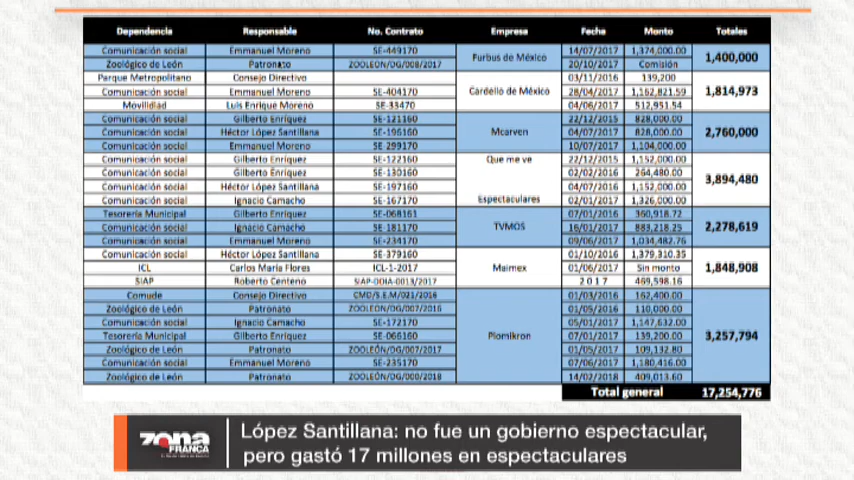 Dependencia Responsable No. Contrato Empresa Fecha Monto Totales
Comunicación social Emmanuel Moreno SE-449170 Furbus de México 14/07/2017 1,374,000.00 1,400,000
Zoológico de León Patronato ZOOLEON/DG/008/2017 20/10/2017 Comisión
Parque Metropolitano Consejo Directivo Cardello de México 03/11/2016 139,200 1,814,973
Comunicación social Emmanuel Moreno SE-404170 28/04/2017 1,162,821.59
Movilidad Luis Enrique Moreno SE-33470 04/06/2017 512,951.54
Comunicación social Gilberto Enríquez SE-121160 Mcarven 22/12/2015 828,000.00 2,760,000
Comunicación social Héctor López Santillana SE-196160 04/07/2017 828,000.00
Comunicación social Emmanuel Moreno SE 299170 10/07/2017 1,104,000.00
Comunicación social Gilberto Enríquez SE-122160 Que me ve Espectaculares 22/12/2015 1,152,000.00 3,894,480
Comunicación social Gilberto Enríquez SE-130160 02/02/2016 264,480.00
Comunicación social Héctor López Santillana SE-197160 04/07/2016 1,152,000.00
Comunicación social Ignacio Camacho SE-167170 02/01/2017 1,326,000.00
Tesorería Municipal Gilberto Enríquez SE-068161 TVMOS 07/01/2016 360,918.72 2,278,619
Comunicación social Ignacio Camacho SE-181170 16/01/2017 883,218.25
Comunicación social Emmanuel Moreno SE-234170 09/06/2017 1,034,482.76
Comunicación social Héctor López Santillana SE-379160 Maimex 01/10/2016 1,379,310.35 1,848,908
ICL Carlos María Flores ICL-1-2017 01/06/2017 Sin monto
SIAP Roberto Centeno SIAP-DDIA-0013/2017 2017 469,598.16
Comude Consejo Directivo CMD/S.E.M/021/2016 Plomikron 01/03/2016 162,400.00 3,257,794
Zoológico de León Patronato ZOOLEON/DG/007/2016 01/05/2016 110,000.00
Comunicación social Ignacio Camacho SE-172170 05/01/2017 1,147,632.00
Tesorería Municipal Gilberto Enríquez SE-066160 07/01/2017 139,200.00
Zoológico de León Patronato ZOOLEÓN/DG/007/2017 01/05/2017 109,132.80
Comunicación social Emmanuel Moreno SE-235170 07/06/2017 1,180,416.00
Zoológico de León Patronato ZOOLEÓN/DG/000/2018 14/02/2018 409,013.60
Total general 17,254,776
zona FRANCA
López Santillana: no fue un gobierno espectacular,
pero gastó 17 millones en espectaculares